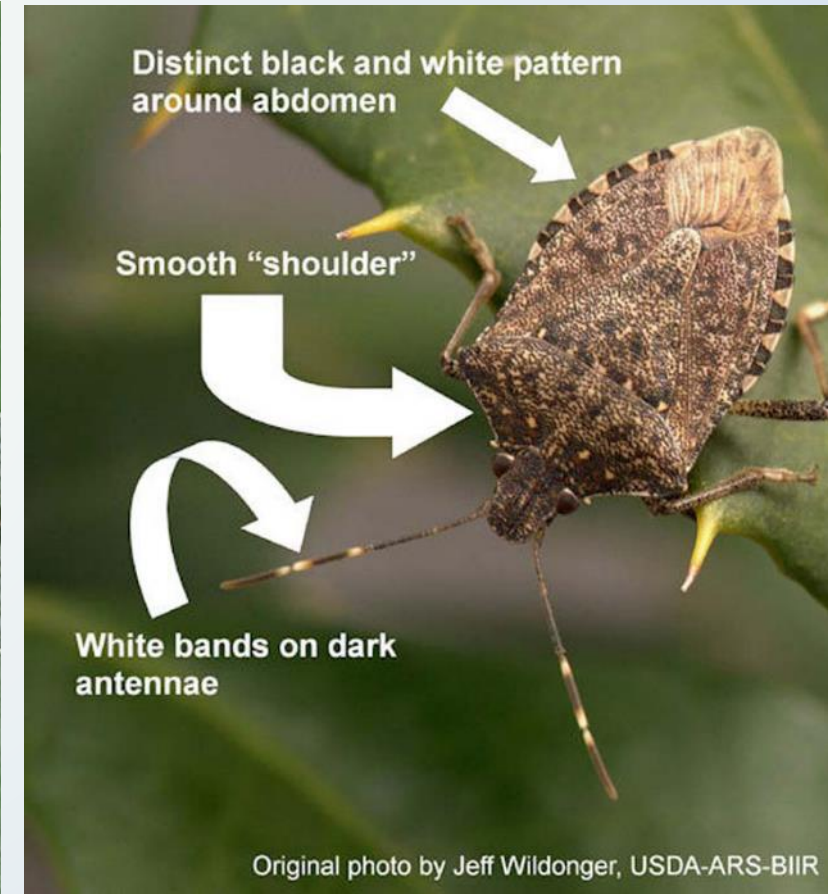 Distinct black and white pattern
around abdomen
Smooth “shoulder”
White bands on dark
antennae
Original photo by Jeff Wildonger, USDA-ARS-BIIR